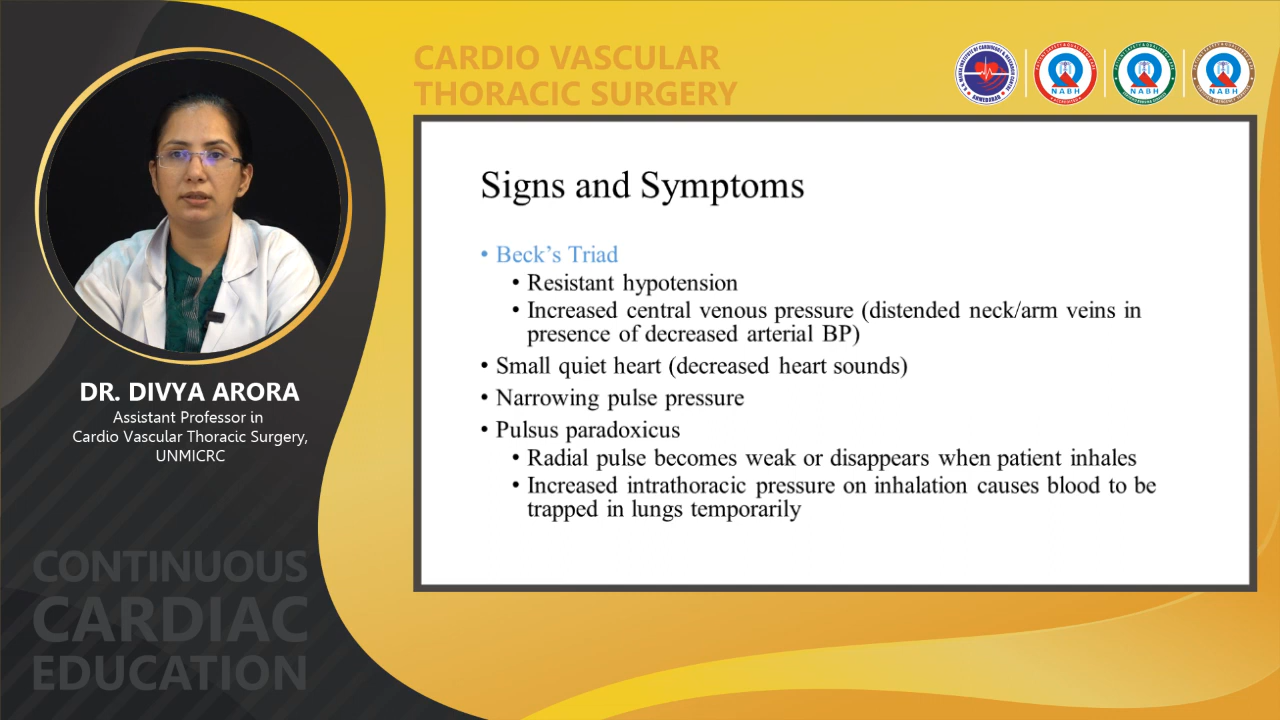 CARDIO VASCULAR
THORACIC SURGERY
NABH
NABH
NABH
Signs and Symptoms
• Beck’s Triad
• Resistant hypotension
• Increased central venous pressure (distended neck/arm veins in
presence of decreased arterial BP)
• Small quiet heart (decreased heart sounds)
• Narrowing pulse pressure
• Pulsus paradoxicus
• Radial pulse becomes weak or disappears when patient inhales
• Increased intrathoracic pressure on inhalation causes blood to be
trapped in lungs temporarily
DR. DIVYA ARORA
Assistant Professor in
Cardio Vascular Thoracic Surgery,
UNMICRC
CONTINUOUS
CARDIAC
EDUCATION